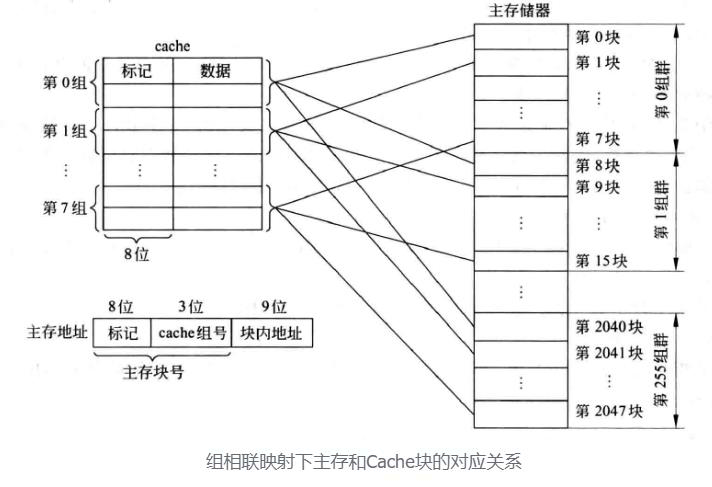 主存储器
cache
标记 数据
第0组
第1组
⋮ ⋮ ⋮
第7组
8位
第0块
第1块
⋮ ⋮
第7块
第0组群
第8块
第9块
⋮ ⋮
第15块
第1组群
⋮
第2040块
第2041块
⋮ ⋮
第2047块
第255组群
8位 3位 9位
主存地址 标记 cache组号 块内地址
主存块号
组相联映射下主存和Cache块的对应关系